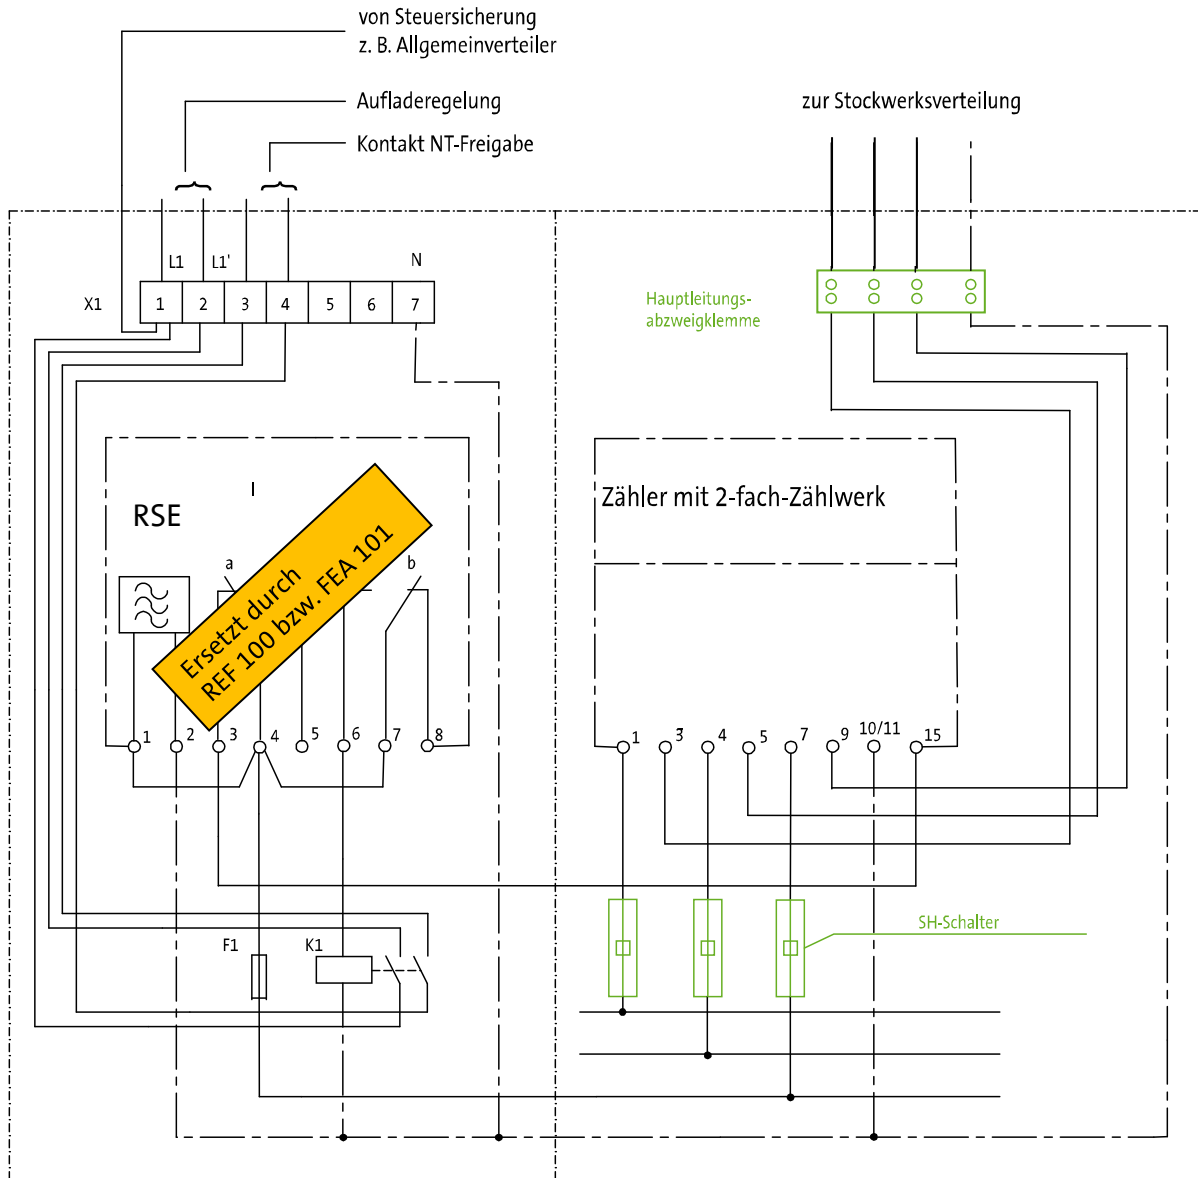 von Steuersicherung
z. B. Allgemeinverteiler
Aufladeregelung
Kontakt NT-Freigabe
zur Stockwerksverteilung
L1 L1' N
X1 1 2 3 4 5 6 7
Hauptleitungs-
abzweigklemme
I
RSE
a b
Ersetzt durch
REF 100 bzw. FEA 101
1 2 3 4 5 6 7 8
Zähler mit 2-fach-Zählwerk
1 3 4 5 7 9 10/11 15
F1 K1
SH-Schalter